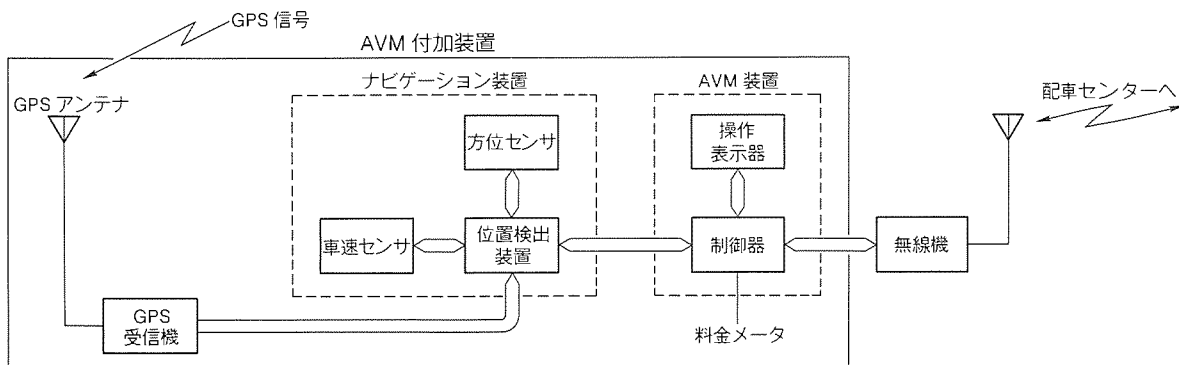 GPS 信号
AVM 付加装置
GPS アンテナ
ナビゲーション装置
AVM 装置
配車センターへ
方位センサ
操作
表示器
車速センサ
位置検出
装置
制御器
無線機
GPS
受信機
料金メータ